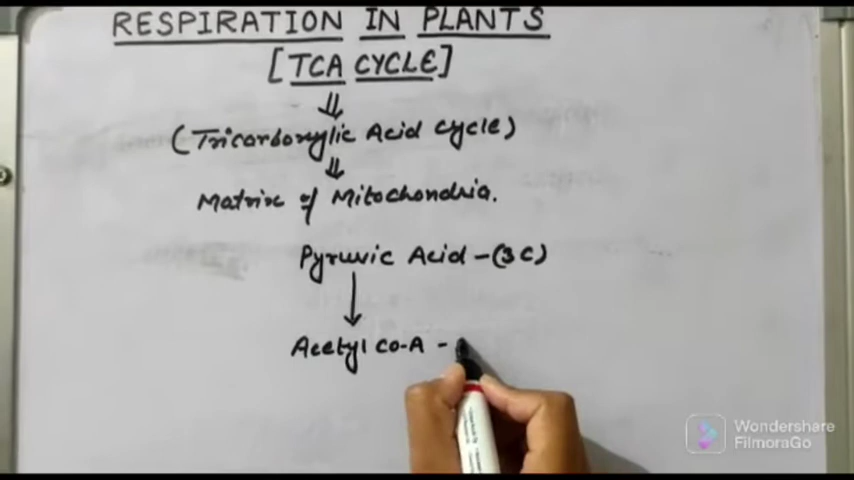 RESPIRATION IN PLANTS
[TCA CYCLE]
(Tricarboxylic Acid cycle)
Matrix of Mitochondria.
Pyruvic Acid - (3C)
Acetyl co-A -
Wondershare
FilmoraGo